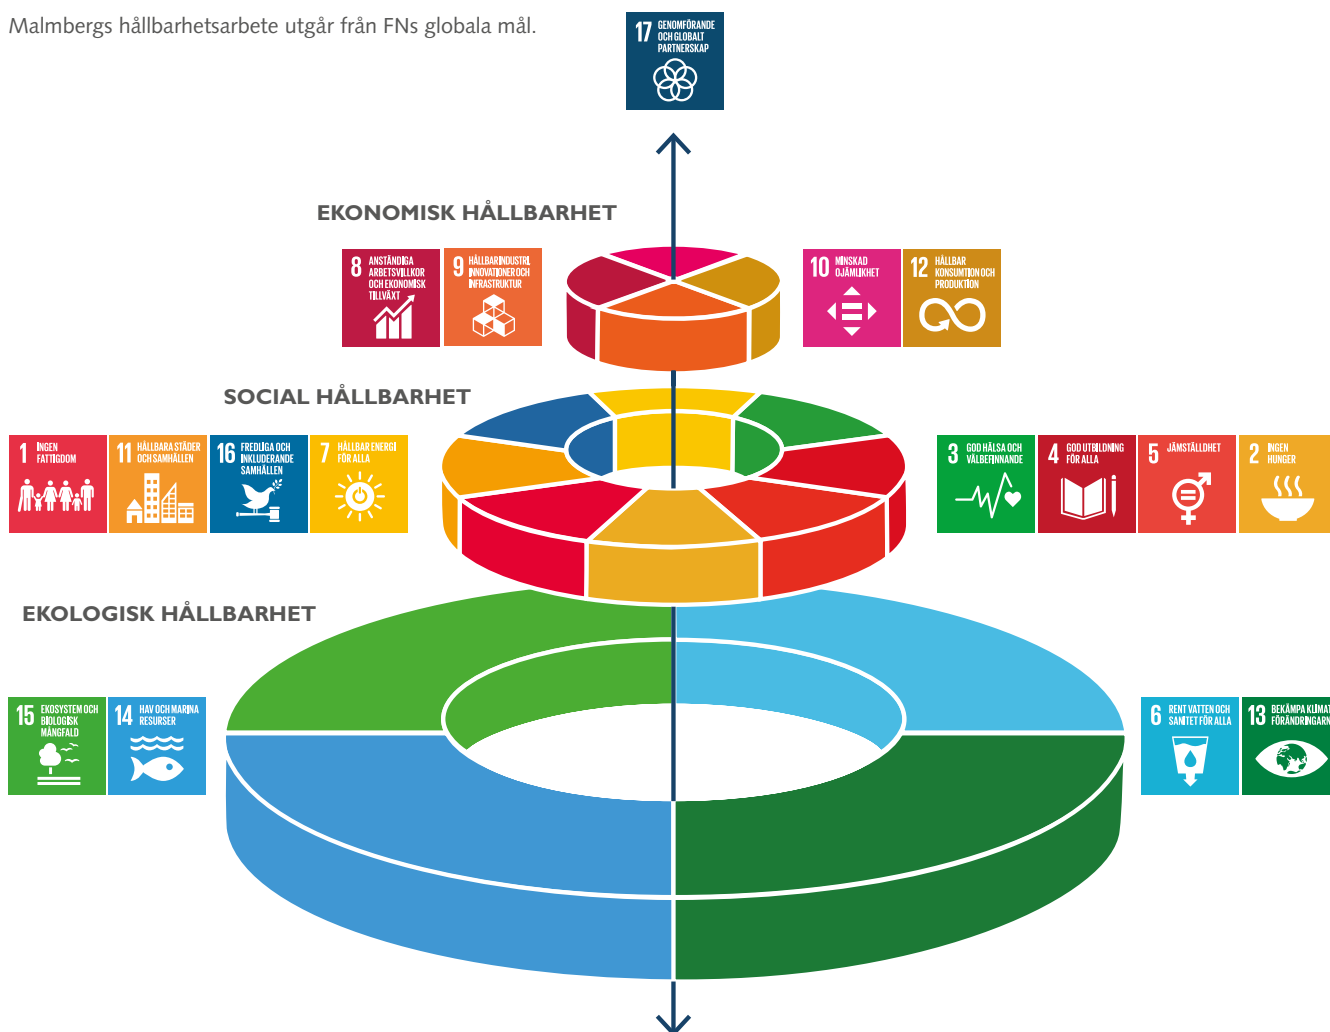 Malmbergs hållbarhetsarbete utgår från FNs globala mål.
17 GENOMFÖRANDE
OCH GLOBALT
PARTNERSKAP
EKONOMISK HÅLLBARHET
8 ANSTÄNDIGA
ARBETSVILLKOR
OCH EKONOMISK
TILLVÄXT
9 HÅLLBAR INDUSTRI,
INNOVATIONER OCH
INFRASTRUKTUR
10 MINSKAD
OJÄMLIKHET
12 HÅLLBAR
KONSUMTION OCH
PRODUKTION
SOCIAL HÅLLBARHET
1 INGEN
FATTIGDOM
11 HÅLLBARA STÄDER
OCH SAMHÄLLEN
16 FREDLIGA OCH
INKLUDERANDE
SAMHÄLLEN
7 HÅLLBAR ENERGI
FÖR ALLA
3 GOD HÄLSA OCH
VÄLBEFINNANDE
4 GOD UTBILDNING
FÖR ALLA
5 JÄMSTÄLLDHET
2 INGEN
HUNGER
EKOLOGISK HÅLLBARHET
15 EKOSYSTEM OCH
BIOLOGISK
MÅNGFALD
14 HAV OCH MARINA
RESURSER
6 RENT VATTEN OCH
SANITET FÖR ALLA
13 BEKÄMPA KLIMAT
FÖRÄNDRINGARN